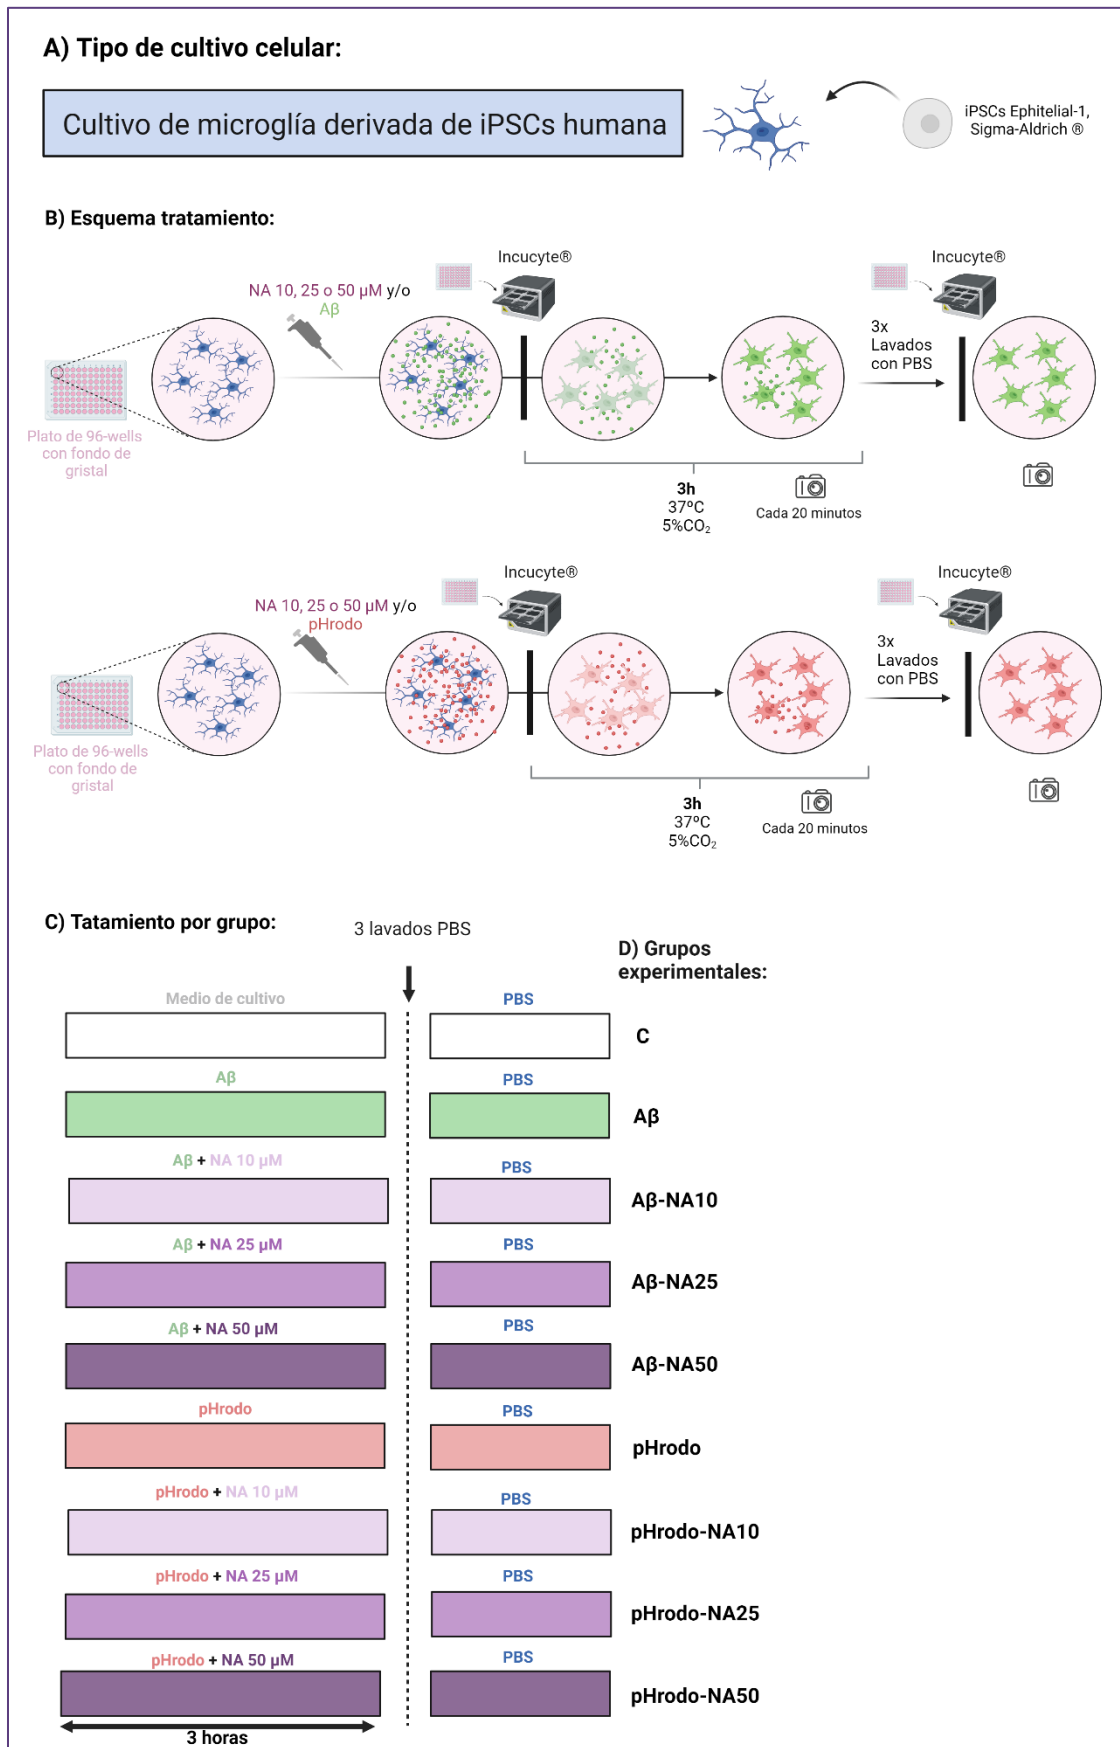 A) Tipo de cultivo celular:
Cultivo de microglía derivada de iPSCs humana
iPSCs Ephitelial-1,
Sigma-Aldrich ®
B) Esquema tratamiento:
Incucyte®
Incucyte®
NA 10, 25 o 50 µM y/o
Aβ
3x
Lavados
con PBS
Plato de 96-wells
con fondo de
gristal
3h
37ºC
5%CO₂
Cada 20 minutos
Incucyte®
Incucyte®
NA 10, 25 o 50 µM y/o
pHrodo
3x
Lavados
con PBS
Plato de 96-wells
con fondo de
gristal
3h
37ºC
5%CO₂
Cada 20 minutos
C) Tatamiento por grupo:
3 lavados PBS
D) Grupos
experimentales:
Medio de cultivo
PBS
C
Aβ
PBS
Aβ
Aβ + NA 10 µM
PBS
Aβ-NA10
Aβ + NA 25 µM
PBS
Aβ-NA25
Aβ + NA 50 µM
PBS
Aβ-NA50
pHrodo
PBS
pHrodo
pHrodo + NA 10 µM
PBS
pHrodo-NA10
pHrodo + NA 25 µM
PBS
pHrodo-NA25
pHrodo + NA 50 µM
PBS
pHrodo-NA50
3 horas